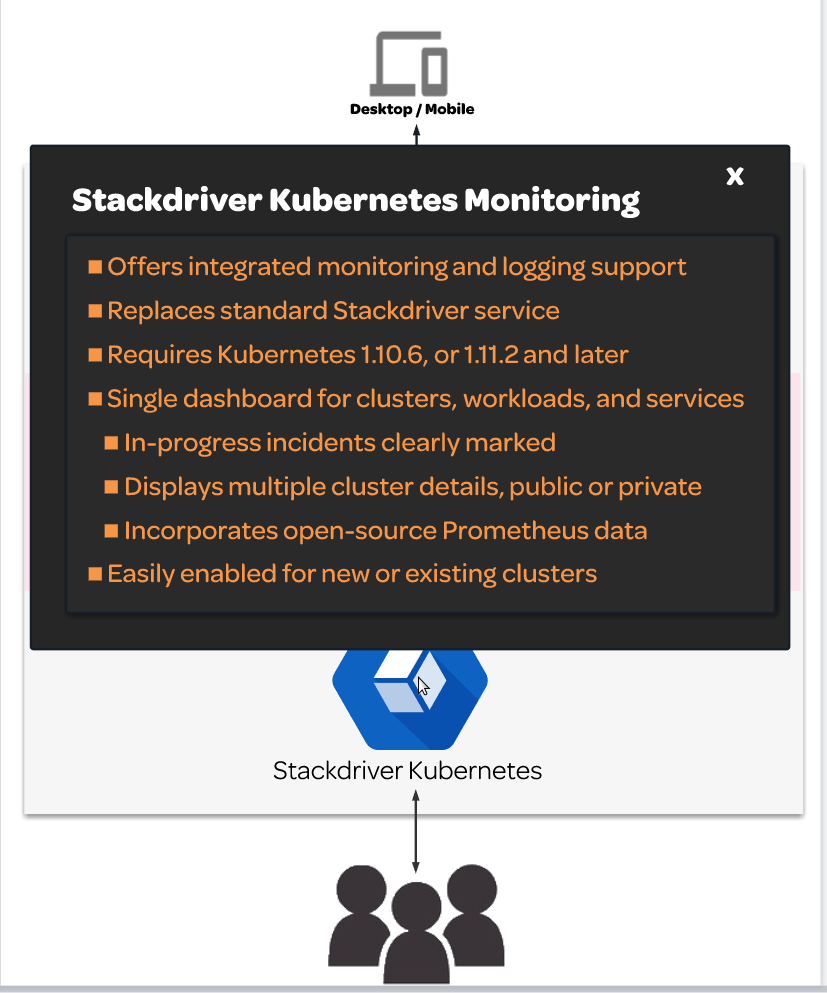 Desktop / Mobile
Stackdriver Kubernetes Monitoring
X
Offers integrated monitoring and logging support
Replaces standard Stackdriver service
Requires Kubernetes 1.10.6, or 1.11.2 and later
Single dashboard for clusters, workloads, and services
In-progress incidents clearly marked
Displays multiple cluster details, public or private
Incorporates open-source Prometheus data
Easily enabled for new or existing clusters
Stackdriver Kubernetes